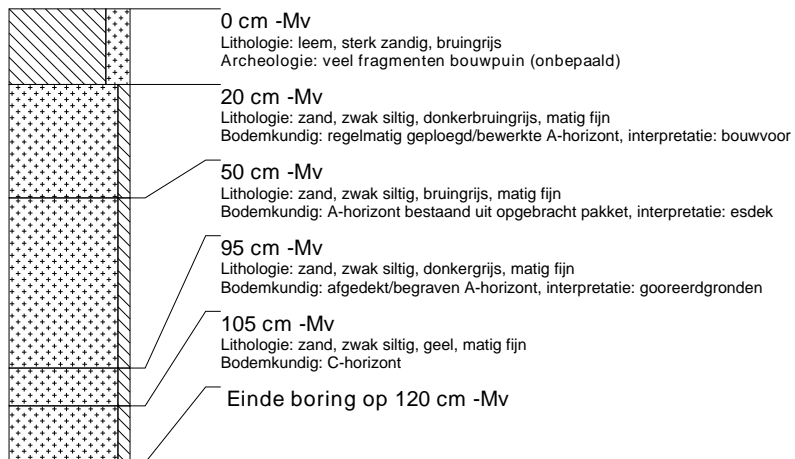 0 cm -Mv
Lithologie: leem, sterk zandig, bruingrijs
Archeologie: veel fragmenten bouwpuin (onbepaald)
20 cm -Mv
Lithologie: zand, zwak siltig, donkerbruingrijs, matig fijn
Bodemkundig: regelmatig geploegd/bewerkte A-horizont, interpretatie: bouwvoor
50 cm -Mv
Lithologie: zand, zwak siltig, bruingrijs, matig fijn
Bodemkundig: A-horizont bestaand uit opgebracht pakket, interpretatie: esdek
95 cm -Mv
Lithologie: zand, zwak siltig, donkergrijs, matig fijn
Bodemkundig: afgedekt/begraven A-horizont, interpretatie: gooreerdgronden
105 cm -Mv
Lithologie: zand, zwak siltig, geel, matig fijn
Bodemkundig: C-horizont
Einde boring op 120 cm -Mv